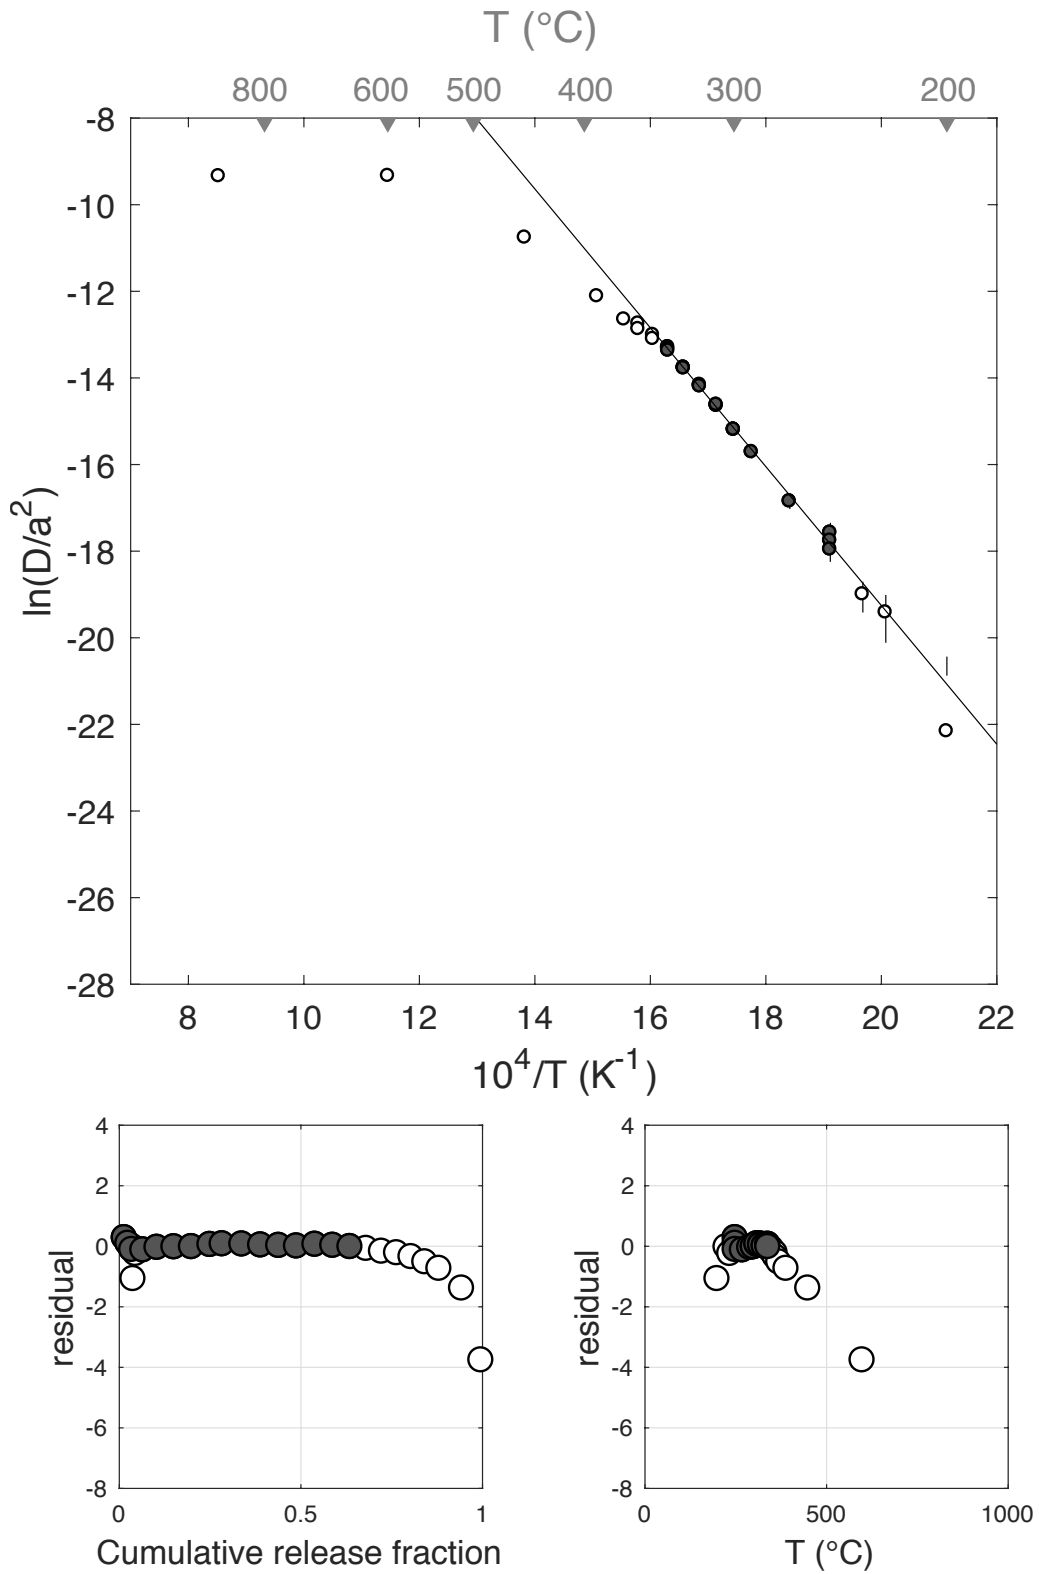 T (°C)
800 600 500 400 300 200
-8
-10
-12
-14
-16
-18
-20
-22
-24
-26
-28
ln(D/a²)
8 10 12 14 16 18 20 22
10⁴/T (K⁻¹)
4
2
0
-2
-4
-6
-8
residual
0 0.5 1
Cumulative release fraction
4
2
0
-2
-4
-6
-8
residual
0 500 1000
T (°C)